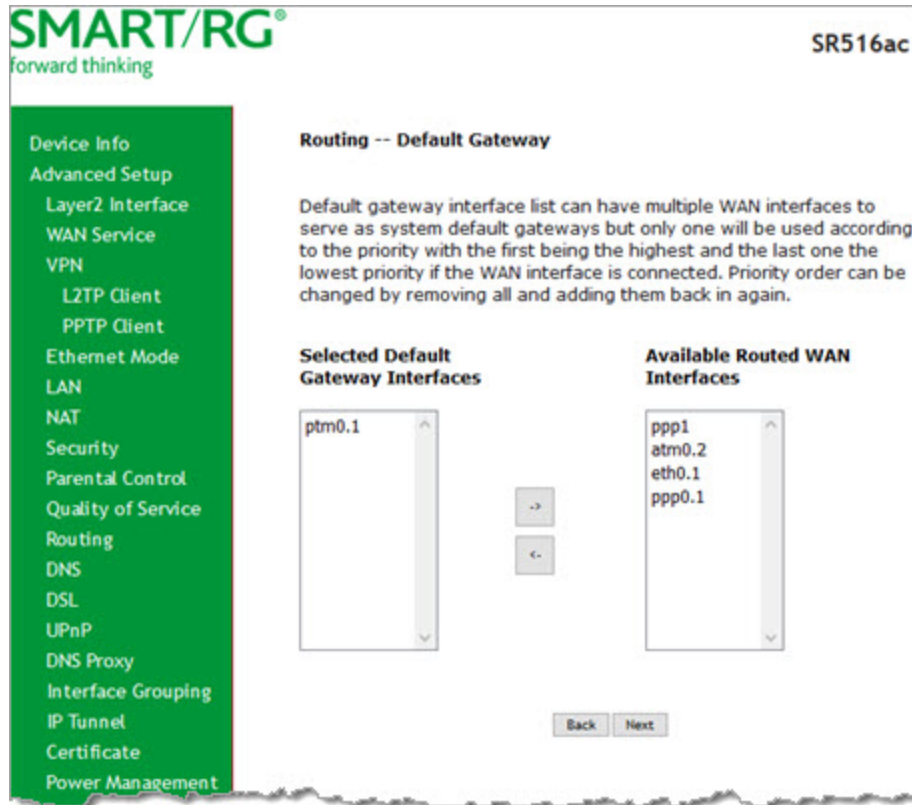 SMART/RG®
forward thinking
SR516ac
Device Info
Advanced Setup
Layer2 Interface
WAN Service
VPN
L2TP Client
PPTP Client
Ethernet Mode
LAN
NAT
Security
Parental Control
Quality of Service
Routing
DNS
DSL
UPnP
DNS Proxy
Interface Grouping
IP Tunnel
Certificate
Power Management
Routing -- Default Gateway
Default gateway interface list can have multiple WAN interfaces to
serve as system default gateways but only one will be used according
to the priority with the first being the highest and the last one the
lowest priority if the WAN interface is connected. Priority order can be
changed by removing all and adding them back in again.
Selected Default
Gateway Interfaces
ptm0.1
->
<-
Available Routed WAN
Interfaces
ppp1
atm0.2
eth0.1
ppp0.1
Back Next